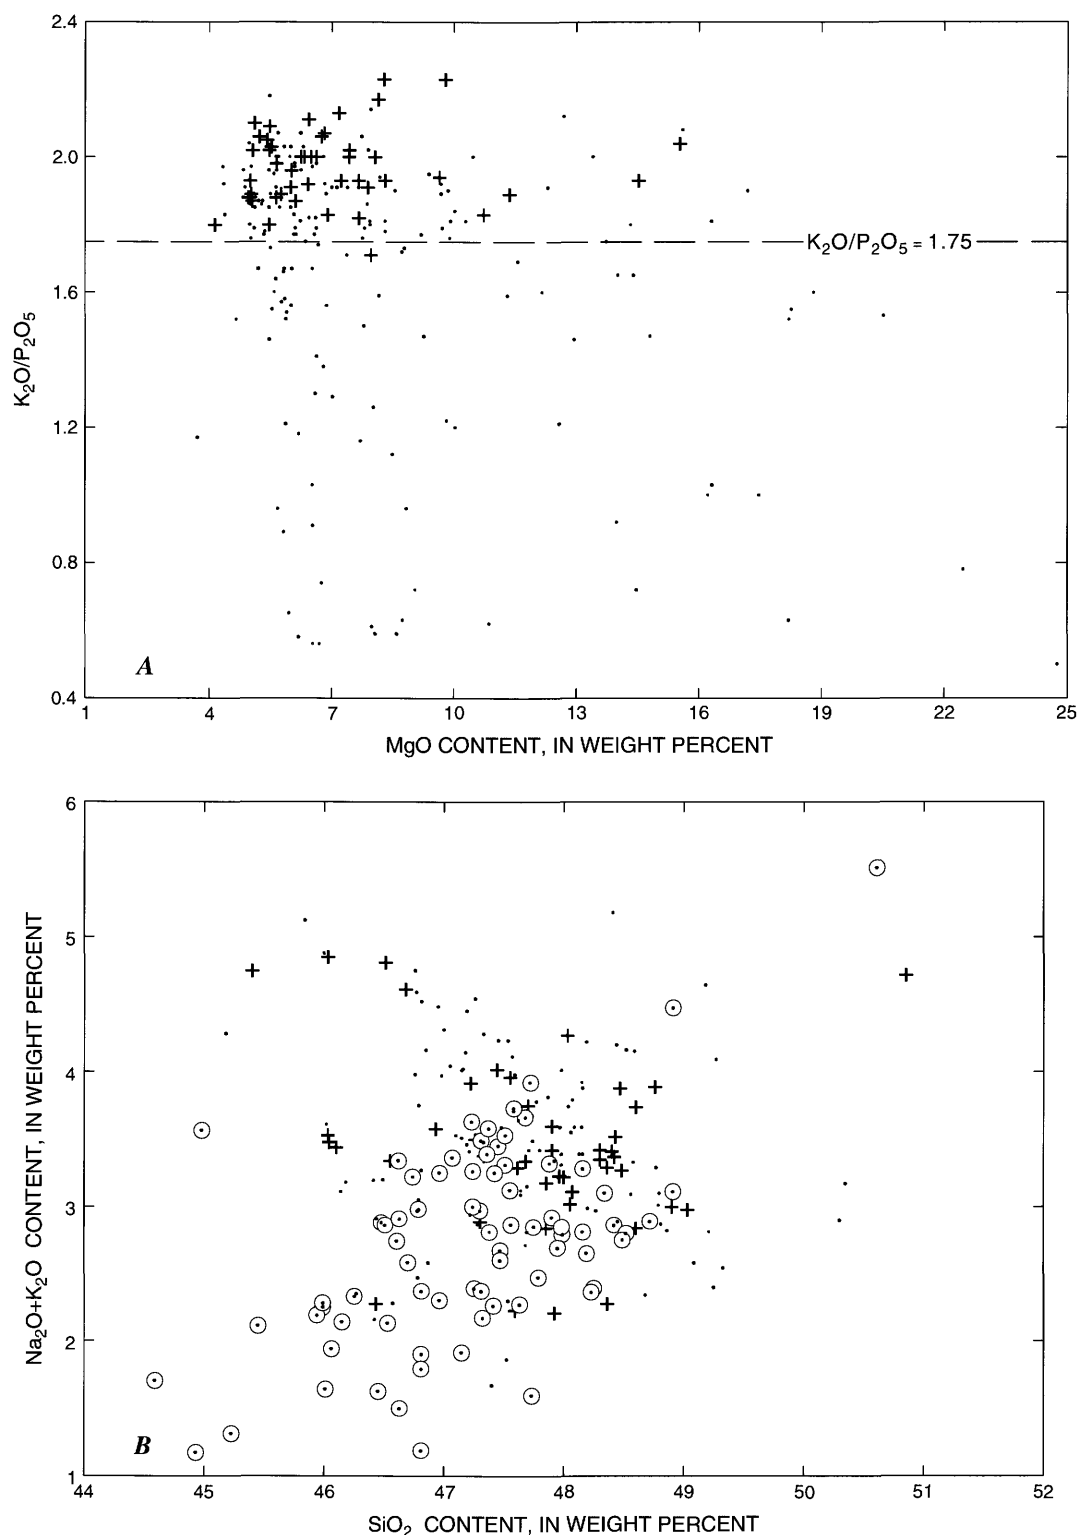 2.4
2.0
K₂O/P₂O₅ = 1.75
1.6
K₂O/P₂O₅
1.2
0.8
A
0.4
1 4 7 10 13 16 19 22 25
MgO CONTENT, IN WEIGHT PERCENT
6
5
4
Na₂O+K₂O CONTENT, IN WEIGHT PERCENT
3
2
B
1
44 45 46 47 48 49 50 51 52
SiO₂ CONTENT, IN WEIGHT PERCENT